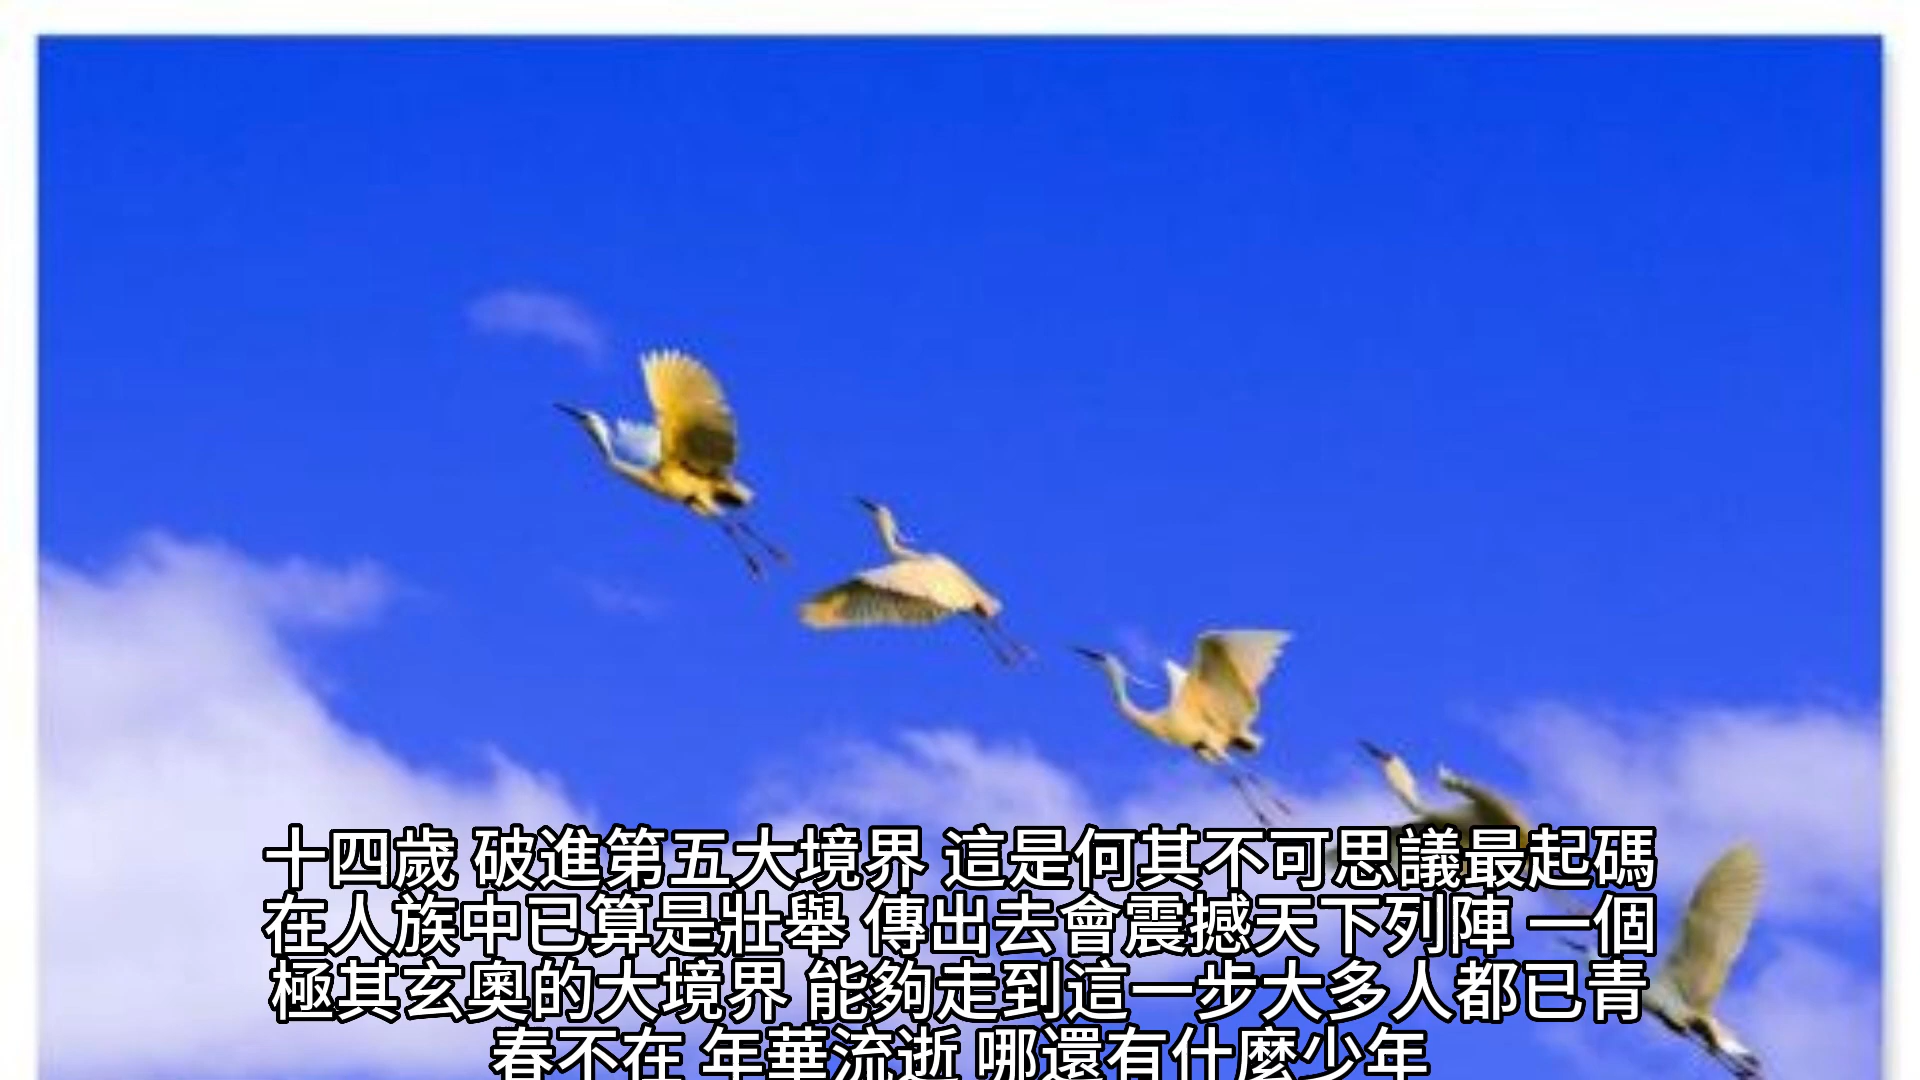 十四歲 破進第五大境界 這是何其不可思議最起碼
在人族中已算是壯舉 傳出去會震撼天下列陣 一個
極其玄奧的大境界 能夠走到這一步大多人都已青
春不在 年華流逝 哪還有什麼少年